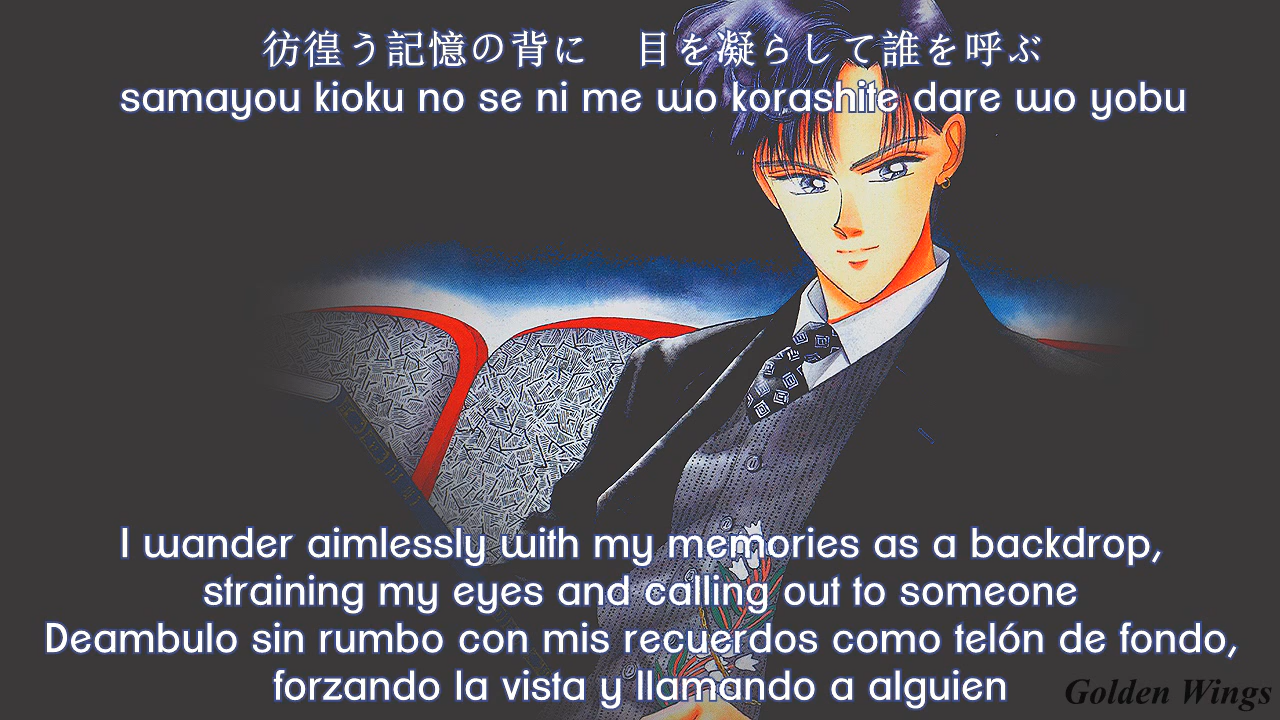 彷徨う記憶の背に　目を凝らして誰を呼ぶ
samayou kioku no se ni me wo korashite dare wo yobu
I wander aimlessly with my memories as a backdrop,
straining my eyes and calling out to someone
Deambulo sin rumbo con mis recuerdos como telón de fondo,
forzando la vista y llamando a alguien
Golden Wings